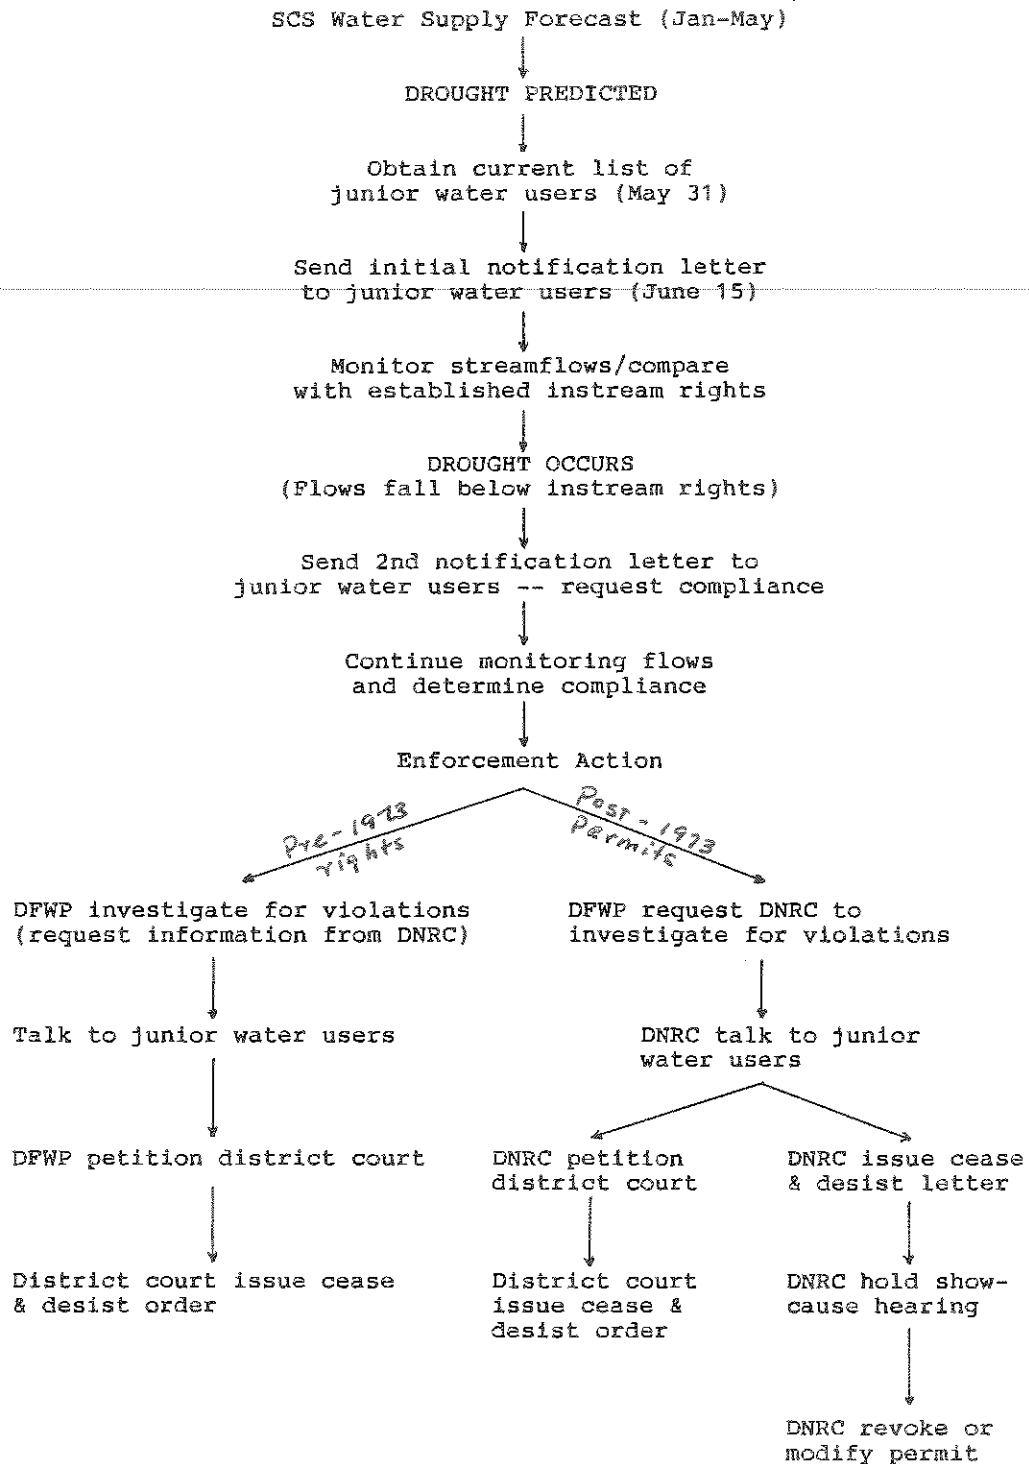 SCS Water Supply Forecast (Jan-May)
DROUGHT PREDICTED
Obtain current list of
junior water users (May 31)
Send initial notification letter
to junior water users (June 15)
Monitor streamflows/compare
with established instream rights
DROUGHT OCCURS
(Flows fall below instream rights)
Send 2nd notification letter to
junior water users -- request compliance
Continue monitoring flows
and determine compliance
Enforcement Action
Pre-1973
rights
Post-1973
Permits
DFWP investigate for violations
(request information from DNRC)
Talk to junior water users
DFWP petition district court
District court issue cease
& desist order
DFWP request DNRC to
investigate for violations
DNRC talk to junior
water users
DNRC petition
district court
District court
issue cease &
desist order
DNRC issue cease
& desist letter
DNRC hold show-
cause hearing
DNRC revoke or
modify permit